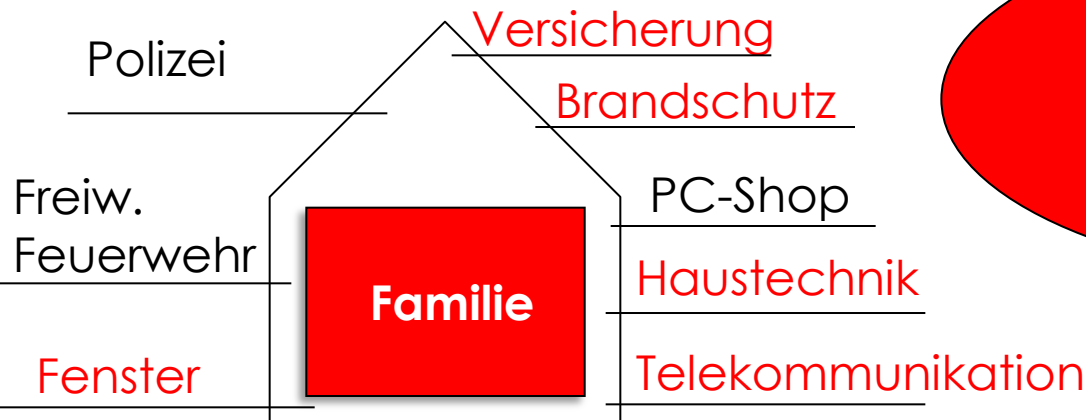 Versicherung
Polizei
Brandschutz
Freiw.
Feuerwehr
PC-Shop
Familie
Haustechnik
Fenster
Telekommunikation